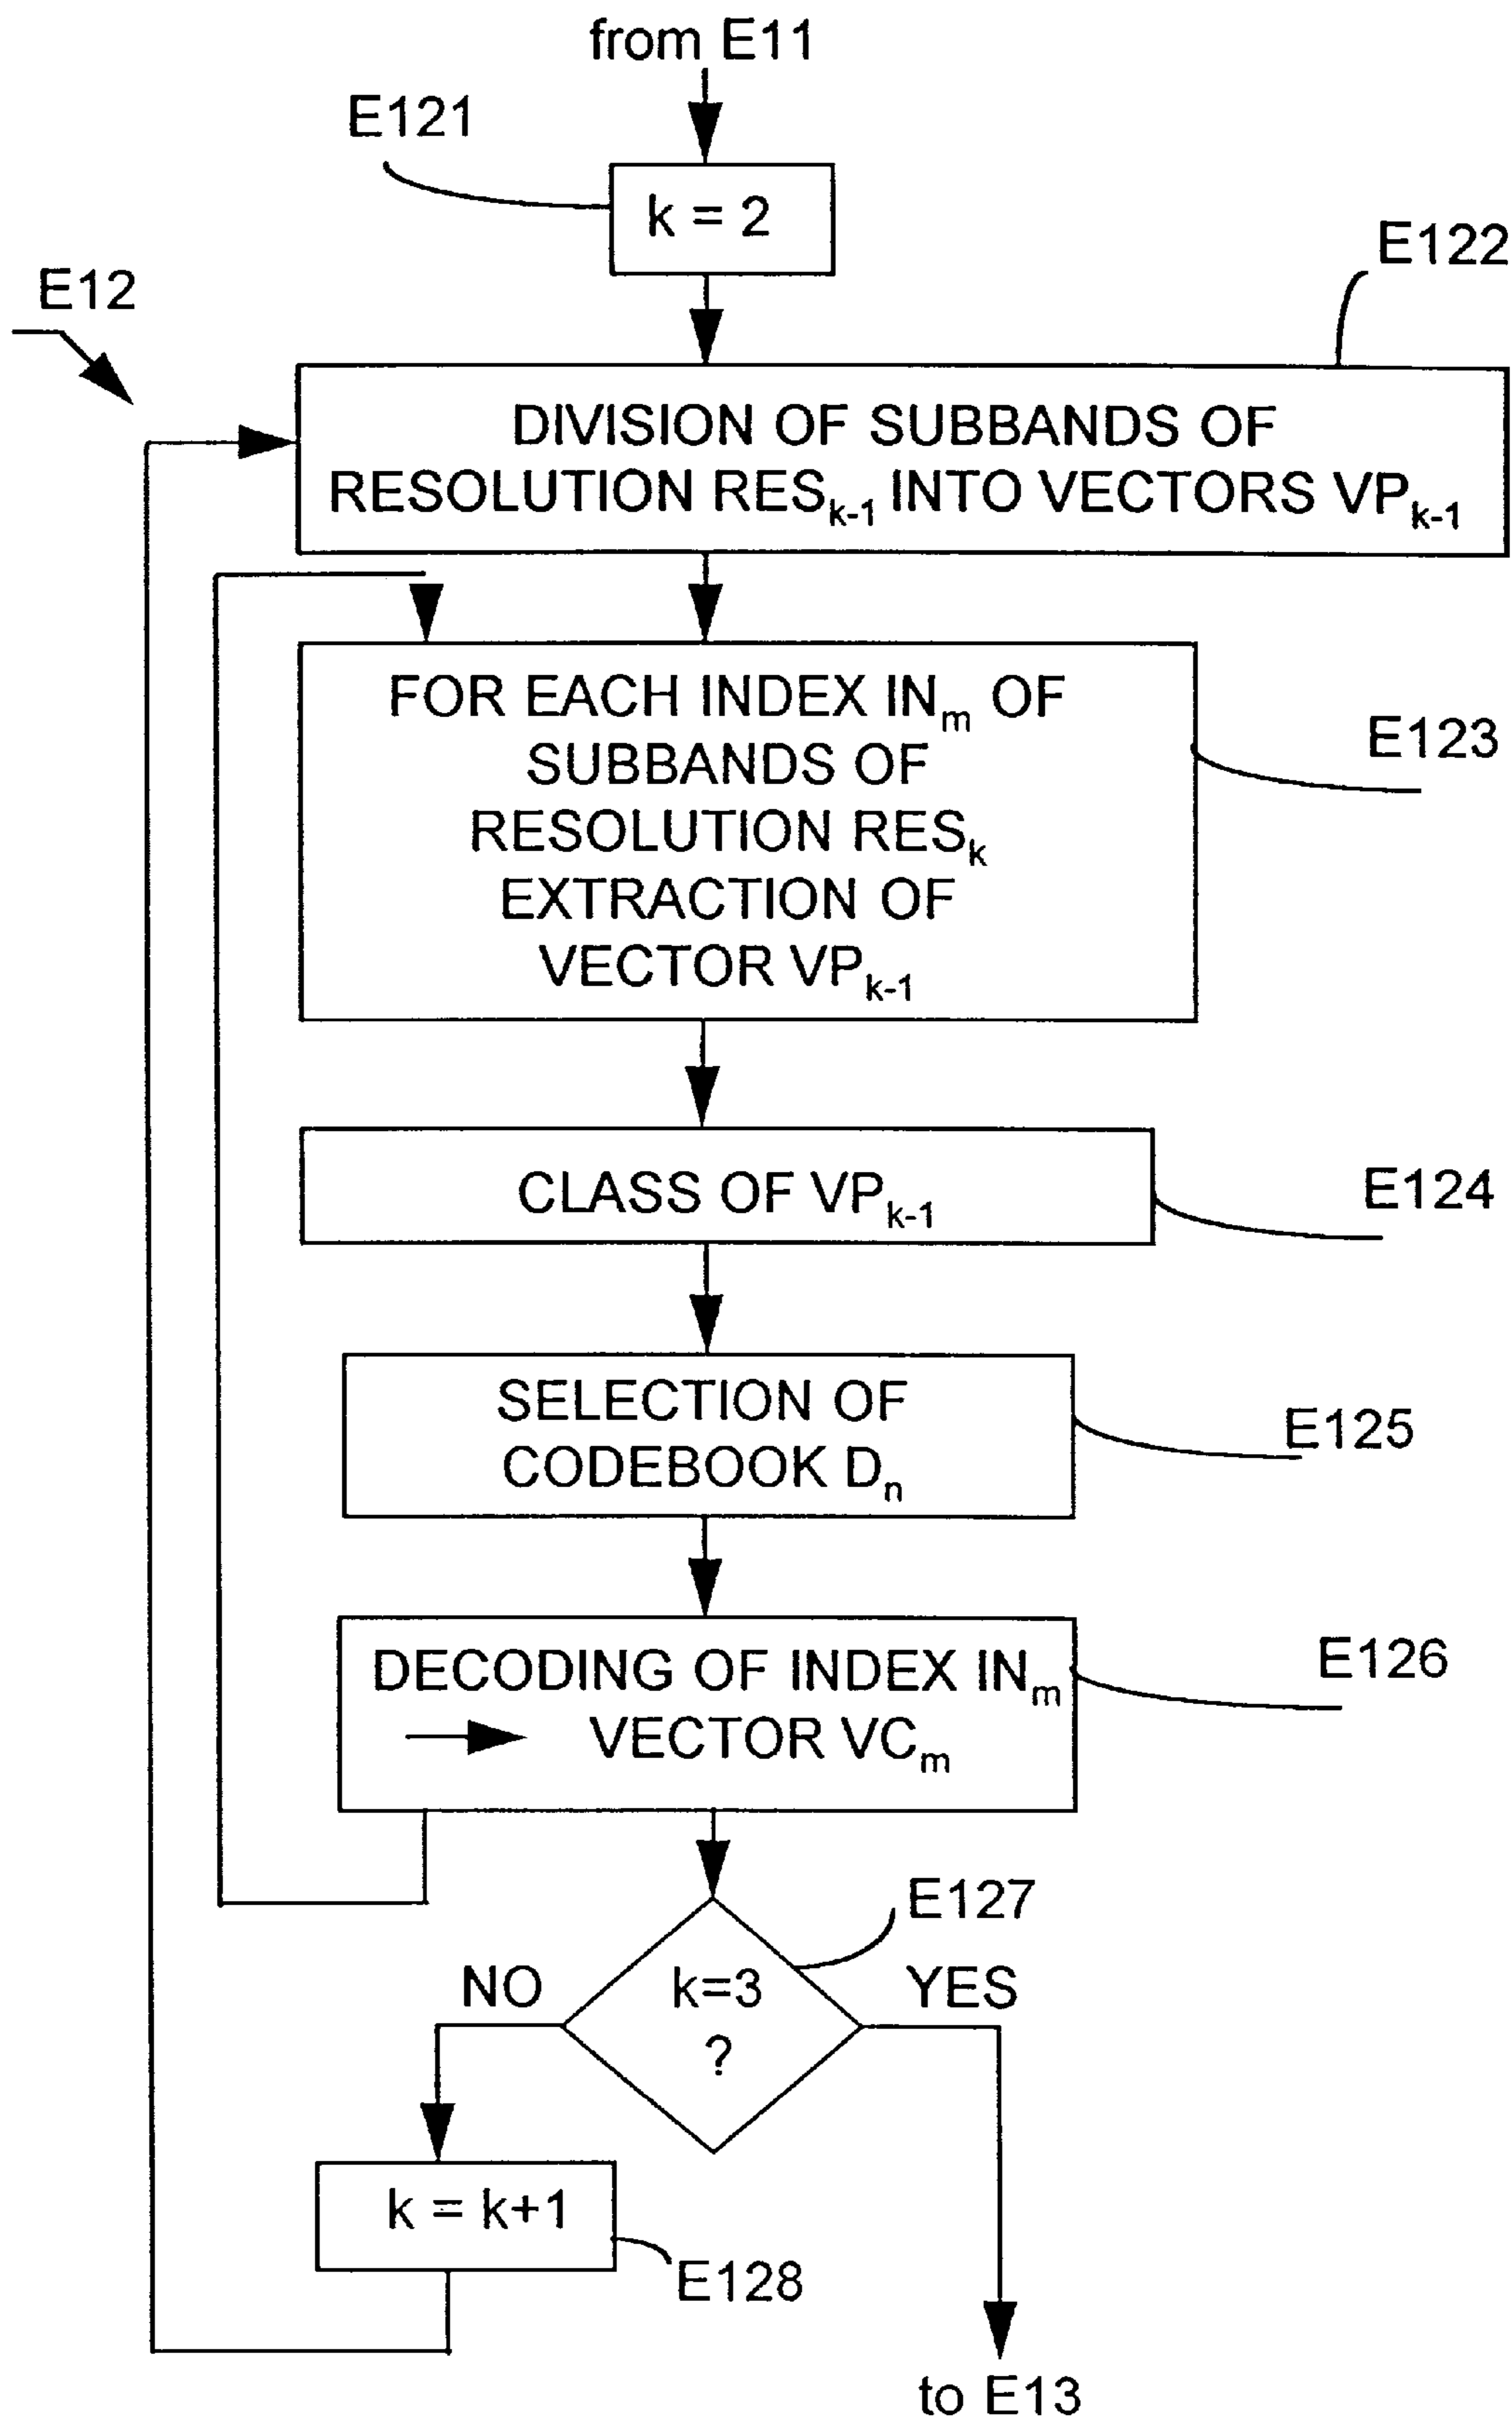 from E11
E121
k = 2
E122
E12
DIVISION OF SUBBANDS OF
RESOLUTION RESₖ₋₁ INTO VECTORS VPₖ₋₁
FOR EACH INDEX INₘ OF
SUBBANDS OF
RESOLUTION RESₖ
EXTRACTION OF
VECTOR VPₖ₋₁
E123
CLASS OF VPₖ₋₁
E124
SELECTION OF
CODEBOOK Dₙ
E125
DECODING OF INDEX INₘ
→ VECTOR VCₘ
E126
E127
NO
k=3
?
YES
k = k+1
E128
to E13